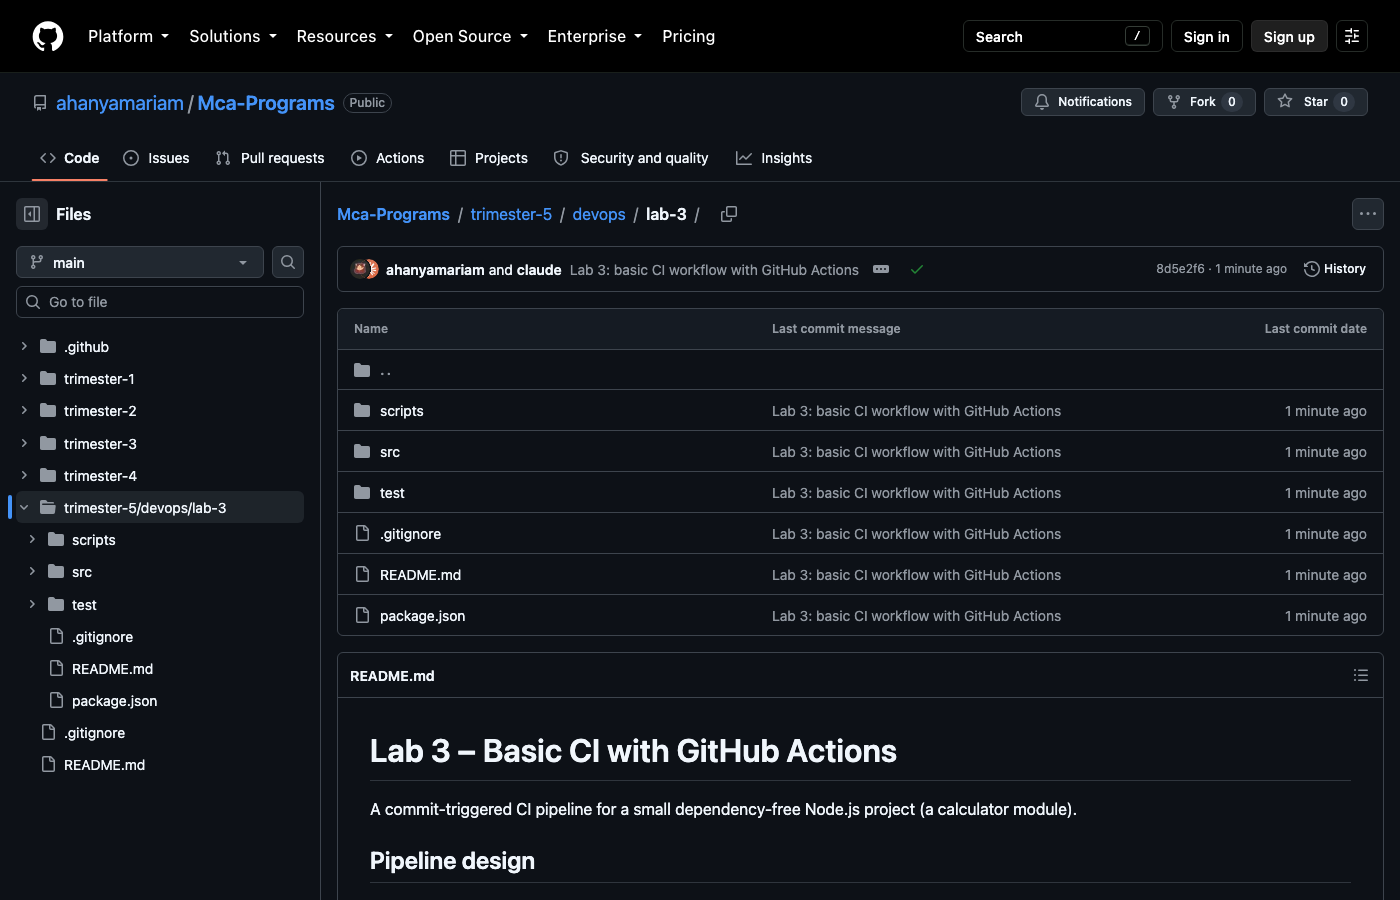 Platform Solutions Resources Open Source Enterprise Pricing Search / Sign in Sign up
ahanyamariam / Mca-Programs Public Notifications Fork 0 Star 0
Code Issues Pull requests Actions Projects Security and quality Insights
Files
main
Go to file
.github
trimester-1
trimester-2
trimester-3
trimester-4
trimester-5/devops/lab-3
scripts
src
test
.gitignore
README.md
package.json
.gitignore
README.md
Mca-Programs / trimester-5 / devops / lab-3 /
ahanyamariam and claude Lab 3: basic CI workflow with GitHub Actions 8d5e2f6 · 1 minute ago History
Name Last commit message Last commit date
..
scripts Lab 3: basic CI workflow with GitHub Actions 1 minute ago
src Lab 3: basic CI workflow with GitHub Actions 1 minute ago
test Lab 3: basic CI workflow with GitHub Actions 1 minute ago
.gitignore Lab 3: basic CI workflow with GitHub Actions 1 minute ago
README.md Lab 3: basic CI workflow with GitHub Actions 1 minute ago
package.json Lab 3: basic CI workflow with GitHub Actions 1 minute ago
README.md
Lab 3 – Basic CI with GitHub Actions
A commit-triggered CI pipeline for a small dependency-free Node.js project (a calculator module).
Pipeline design